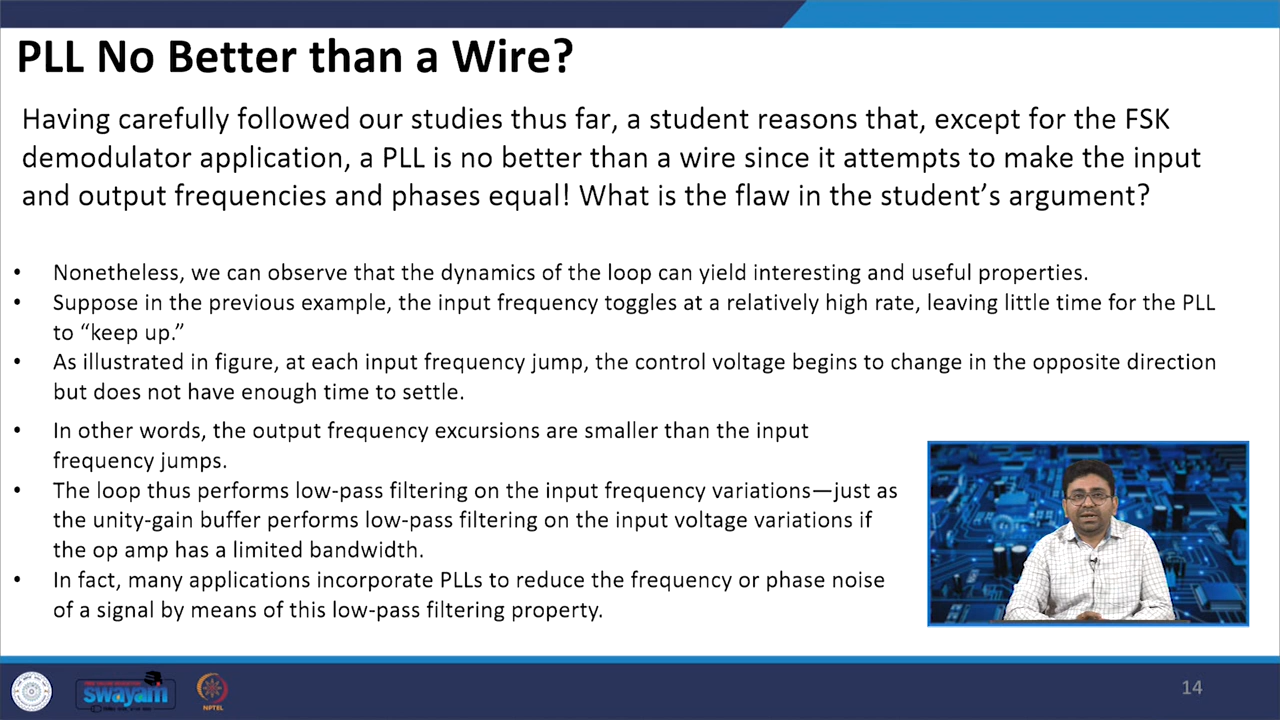 PLL No Better than a Wire?
Having carefully followed our studies thus far, a student reasons that, except for the FSK
demodulator application, a PLL is no better than a wire since it attempts to make the input
and output frequencies and phases equal! What is the flaw in the student’s argument?
• Nonetheless, we can observe that the dynamics of the loop can yield interesting and useful properties.
• Suppose in the previous example, the input frequency toggles at a relatively high rate, leaving little time for the PLL
to “keep up.”
• As illustrated in figure, at each input frequency jump, the control voltage begins to change in the opposite direction
but does not have enough time to settle.
• In other words, the output frequency excursions are smaller than the input
frequency jumps.
• The loop thus performs low-pass filtering on the input frequency variations—just as
the unity-gain buffer performs low-pass filtering on the input voltage variations if
the op amp has a limited bandwidth.
• In fact, many applications incorporate PLLs to reduce the frequency or phase noise
of a signal by means of this low-pass filtering property.
swayam
NPTEL
14